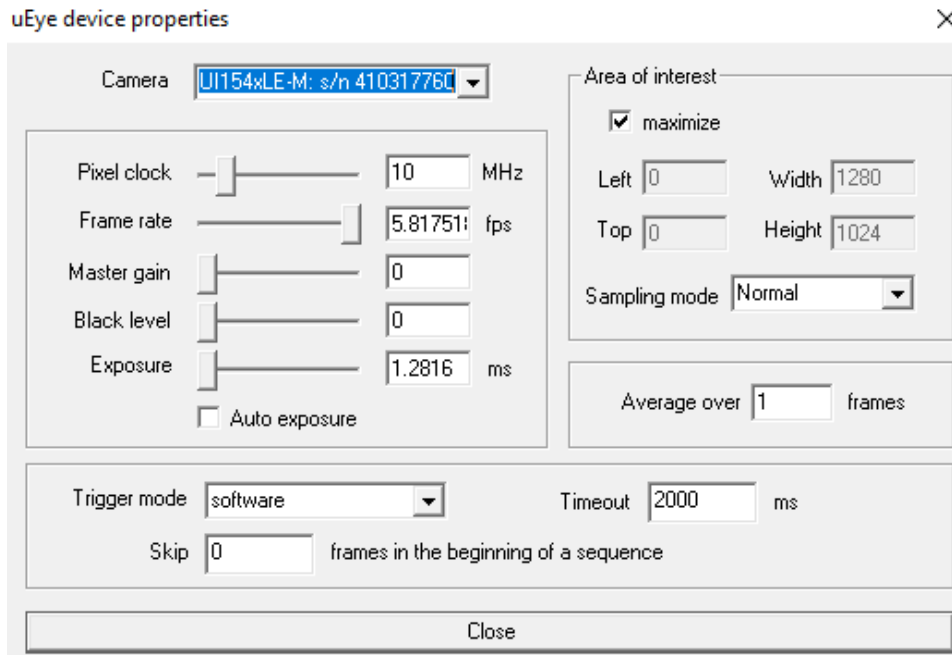 uEye device properties
Camera UI154xLE-M: s/n 410317760
Pixel clock 10 MHz
Frame rate 5.81751 fps
Master gain 0
Black level 0
Exposure 1.2816 ms
Auto exposure
Area of interest
maximize
Left 0 Width 1280
Top 0 Height 1024
Sampling mode Normal
Average over 1 frames
Trigger mode software Timeout 2000 ms
Skip 0 frames in the beginning of a sequence
Close